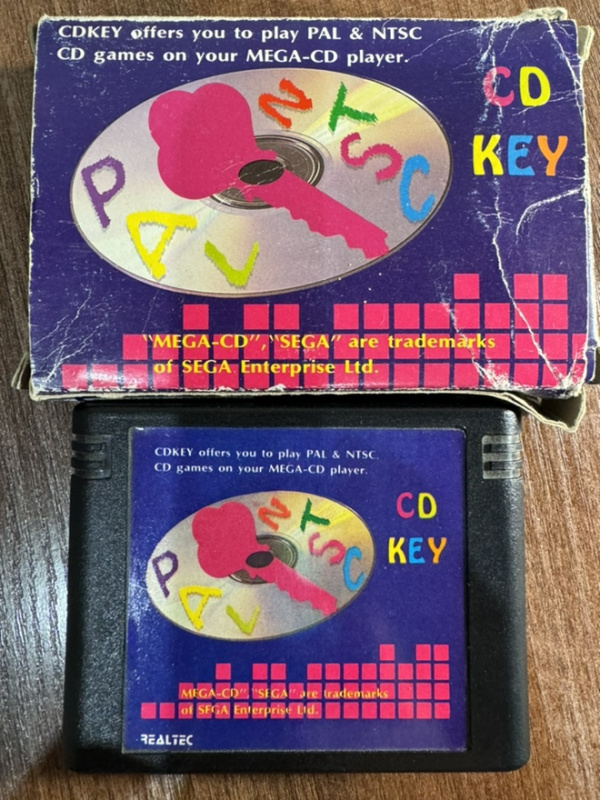 CDKEY offers you to play PAL & NTSC
CD games on your MEGA-CD player.
CD
KEY
PAL
NTSC
"MEGA-CD","SEGA" are trademarks
of SEGA Enterprise Ltd.
CDKEY offers you to play PAL & NTSC
CD games on your MEGA-CD player.
CD
KEY
PAL
NTSC
MEGA-CD","SEGA" are trademarks
of SEGA Enterprise Ltd.
REALTEC